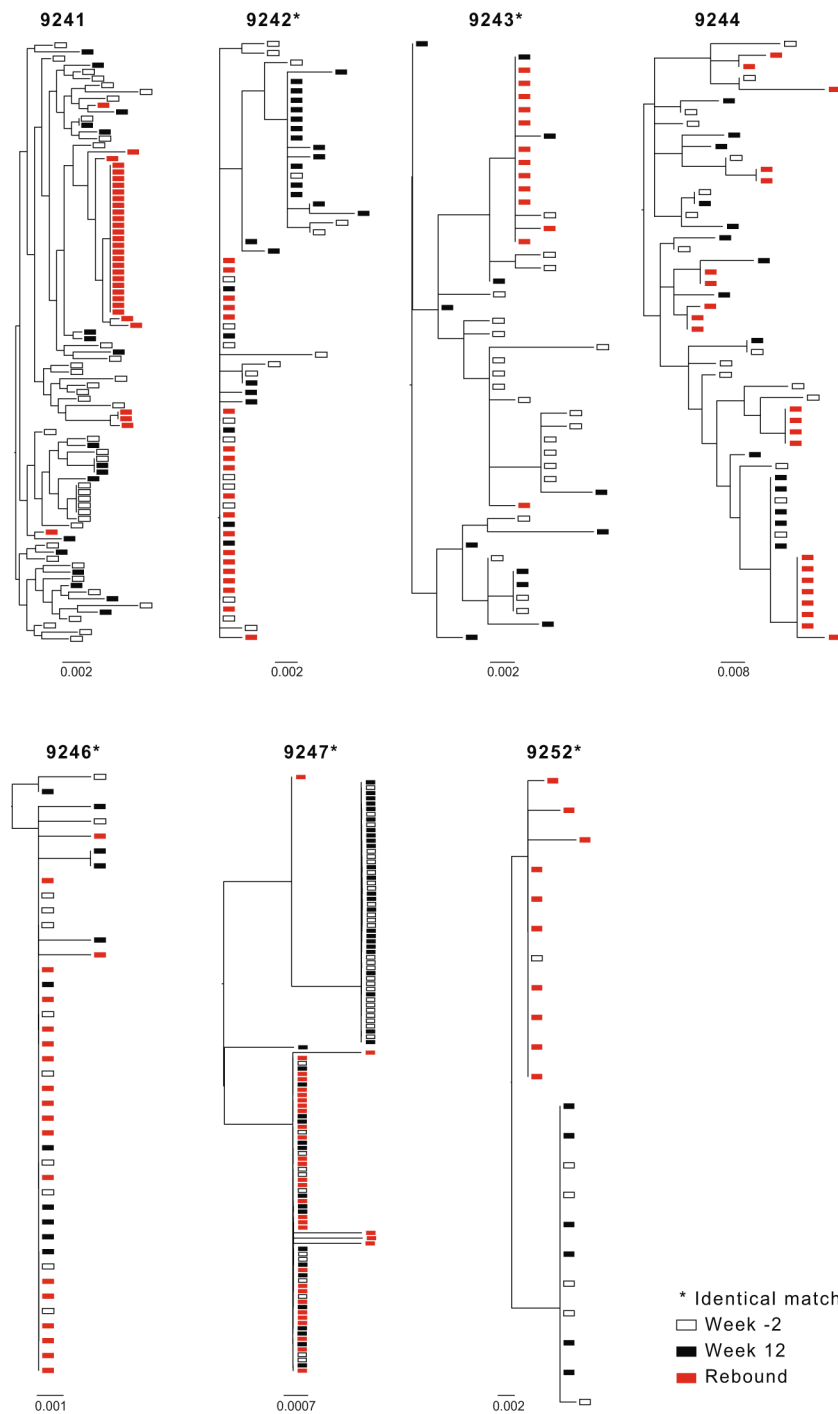 9241 9242* 9243* 9244
0.002 0.002 0.002 0.008
9246* 9247* 9252*
* Identical match
Week -2
Week 12
Rebound
0.001 0.0007 0.002